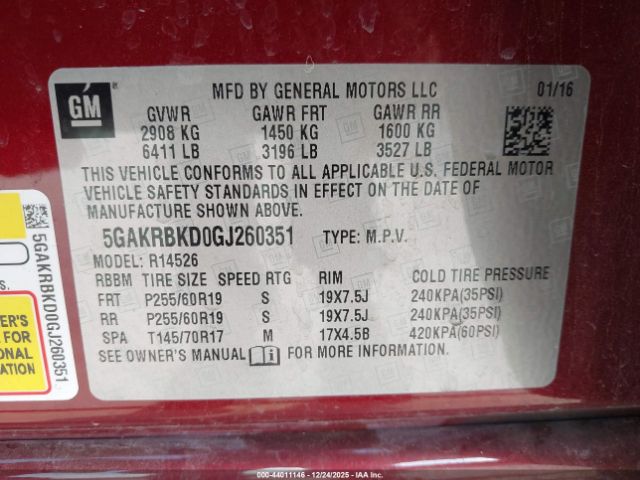 MFD BY GENERAL MOTORS LLC 01/16
GM
GVWR GAWR FRT GAWR RR
2908 KG 1450 KG 1600 KG
6411 LB 3196 LB 3527 LB
THIS VEHICLE CONFORMS TO ALL APPLICABLE U.S. FEDERAL MOTOR
VEHICLE SAFETY STANDARDS IN EFFECT ON THE DATE OF
MANUFACTURE SHOWN ABOVE.
5GAKRBKD0GJ260351 TYPE: M.P.V.
MODEL: R14526
RBBM TIRE SIZE SPEED RTG RIM COLD TIRE PRESSURE
FRT P255/60R19 S 19X7.5J 240KPA(35PSI)
RR P255/60R19 S 19X7.5J 240KPA(35PSI)
SPA T145/70R17 M 17X4.5B 420KPA(60PSI)
SEE OWNER'S MANUAL FOR MORE INFORMATION.
5GAKRBKD0GJ260351
ER'S
FOR
ONAL
ON.
000-44011146 - 12/24/2025 - IAA Inc.